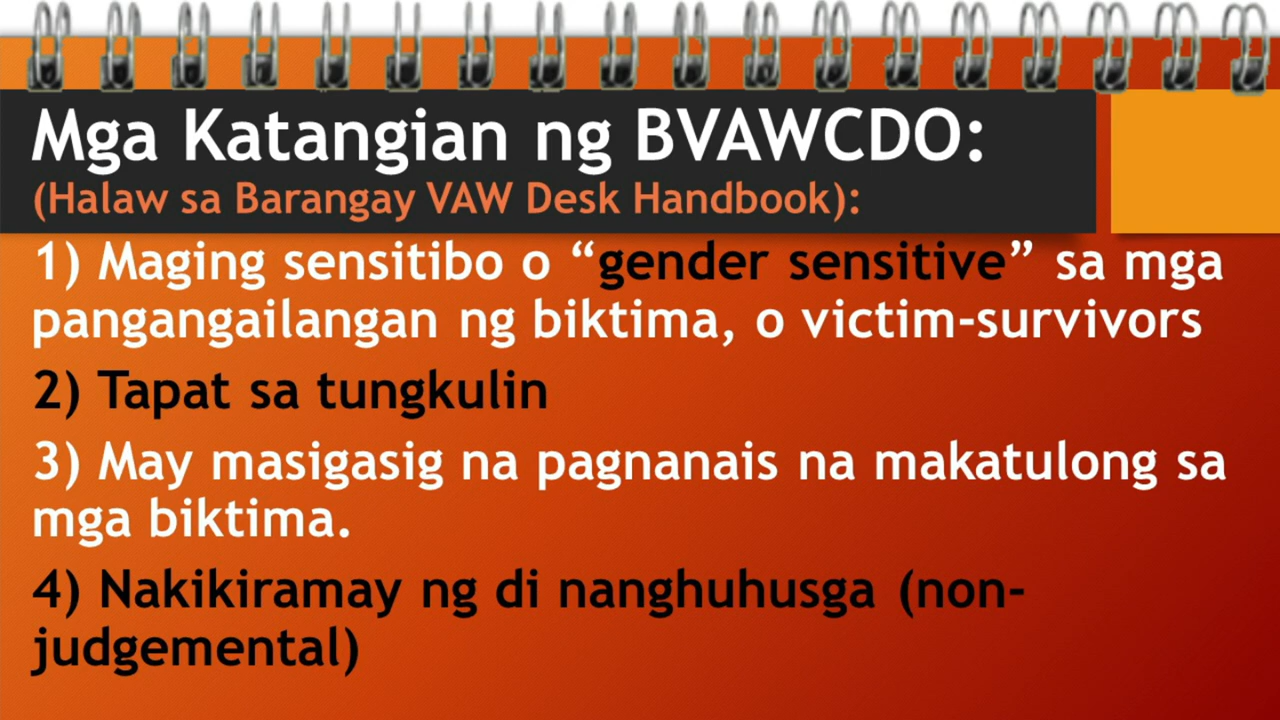 Mga Katangian ng BVAWCDO:
(Halaw sa Barangay VAW Desk Handbook):
1) Maging sensitibo o “gender sensitive” sa mga
pangangailangan ng biktima, o victim-survivors
2) Tapat sa tungkulin
3) May masigasig na pagnanais na makatulong sa
mga biktima.
4) Nakikiramay ng di nanghuhusga (non-
judgemental)